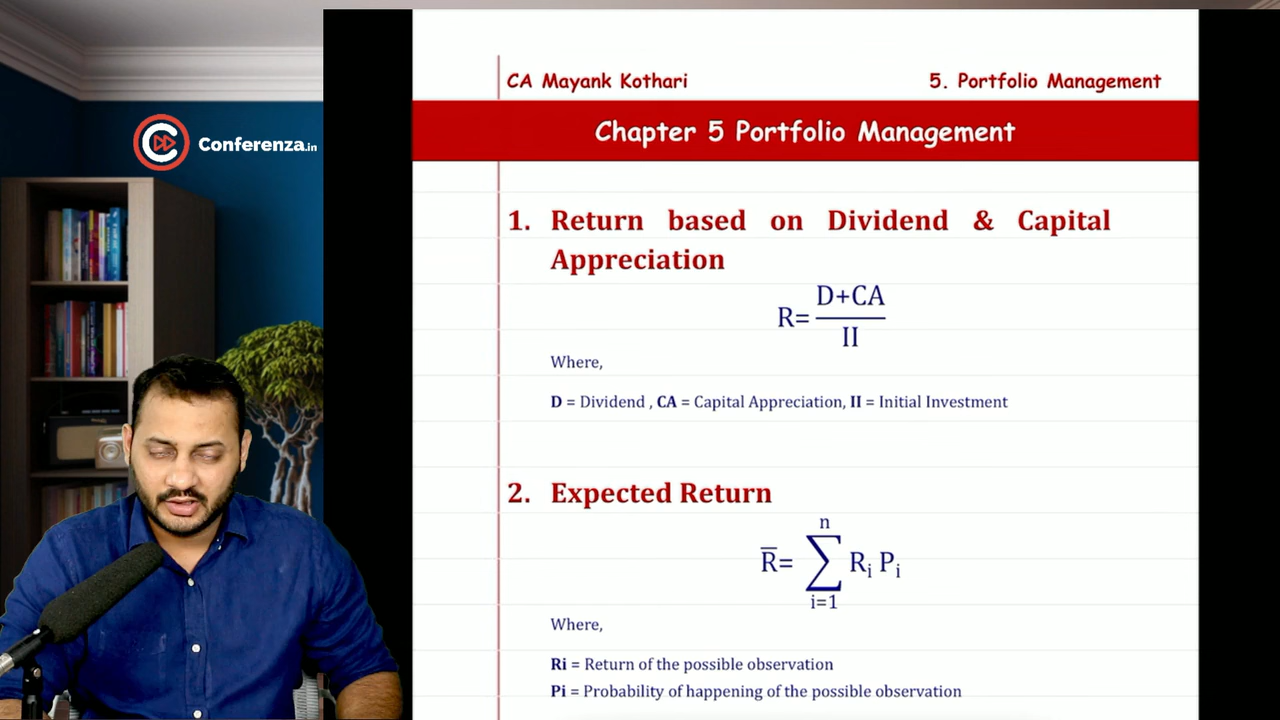 Conferenza.in
CA Mayank Kothari
5. Portfolio Management
Chapter 5 Portfolio Management
1. Return based on Dividend & Capital
Appreciation
R= D+CA
II
Where,
D = Dividend , CA = Capital Appreciation, II = Initial Investment
2. Expected Return
n
R̅= ∑ Rᵢ Pᵢ
i=1
Where,
Ri = Return of the possible observation
Pi = Probability of happening of the possible observation